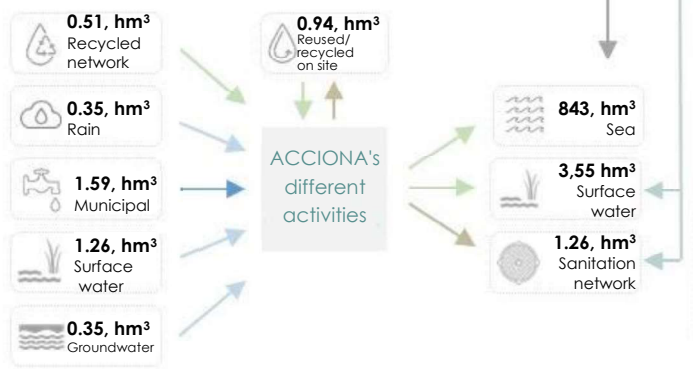 0.51, hm³
Recycled
network
0.35, hm³
Rain
1.59, hm³
Municipal
1.26, hm³
Surface
water
0.35, hm³
Groundwater
0.94, hm³
Reused/
recycled
on site
ACCIONA's
different
activities
843, hm³
Sea
3,55 hm³
Surface
water
1.26, hm³
Sanitation
network